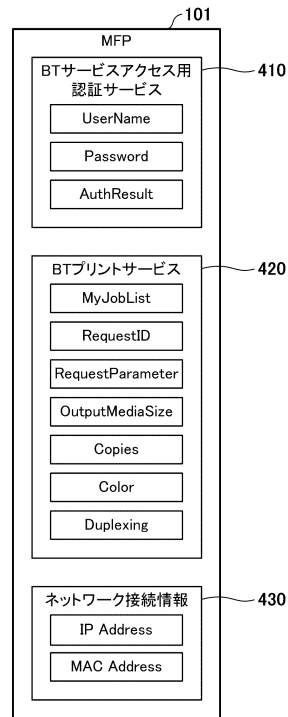 101
MFP
BTサービスアクセス用
認証サービス
410
UserName
Password
AuthResult
BTプリントサービス
420
MyJobList
RequestID
RequestParameter
OutputMediaSize
Copies
Color
Duplexing
ネットワーク接続情報
430
IP Address
MAC Address